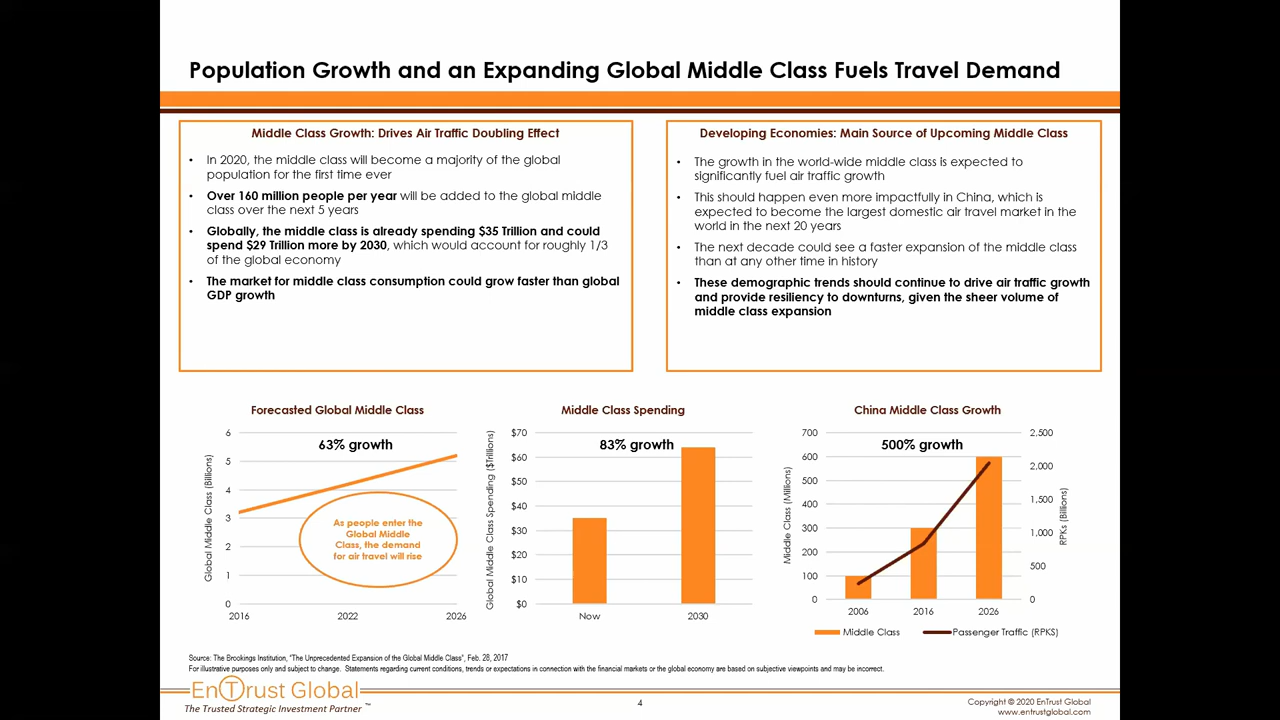 Population Growth and an Expanding Global Middle Class Fuels Travel Demand
Middle Class Growth: Drives Air Traffic Doubling Effect
• In 2020, the middle class will become a majority of the global
population for the first time ever
• Over 160 million people per year will be added to the global middle
class over the next 5 years
• Globally, the middle class is already spending $35 Trillion and could
spend $29 Trillion more by 2030, which would account for roughly 1/3
of the global economy
• The market for middle class consumption could grow faster than global
GDP growth
Developing Economies: Main Source of Upcoming Middle Class
• The growth in the world-wide middle class is expected to
significantly fuel air traffic growth
• This should happen even more impactfully in China, which is
expected to become the largest domestic air travel market in the
world in the next 20 years
• The next decade could see a faster expansion of the middle class
than at any other time in history
• These demographic trends should continue to drive air traffic growth
and provide resiliency to downturns, given the sheer volume of
middle class expansion
Forecasted Global Middle Class
63% growth
Global Middle Class (Billions)
6
5
4
3
2
1
0
2016 2022 2026
As people enter the
Global Middle
Class, the demand
for air travel will rise
Middle Class Spending
83% growth
Global Middle Class Spending ($Trillions)
$70
$60
$50
$40
$30
$20
$10
$0
Now 2030
China Middle Class Growth
500% growth
Middle Class (Millions)
700
600
500
400
300
200
100
0
2,500
2,000
1,500
1,000
500
0
RPKs (Billions)
2006 2016 2026
Middle Class Passenger Traffic (RPKS)
Source: The Brookings Institution, "The Unprecedented Expansion of the Global Middle Class", Feb. 28, 2017
For illustrative purposes only and subject to change. Statements regarding current conditions, trends or expectations in connection with the financial markets or the global economy are based on subjective viewpoints and may be incorrect.
EnTrust Global
The Trusted Strategic Investment Partner ™
4
Copyright © 2020 EnTrust Global
www.entrustglobal.com